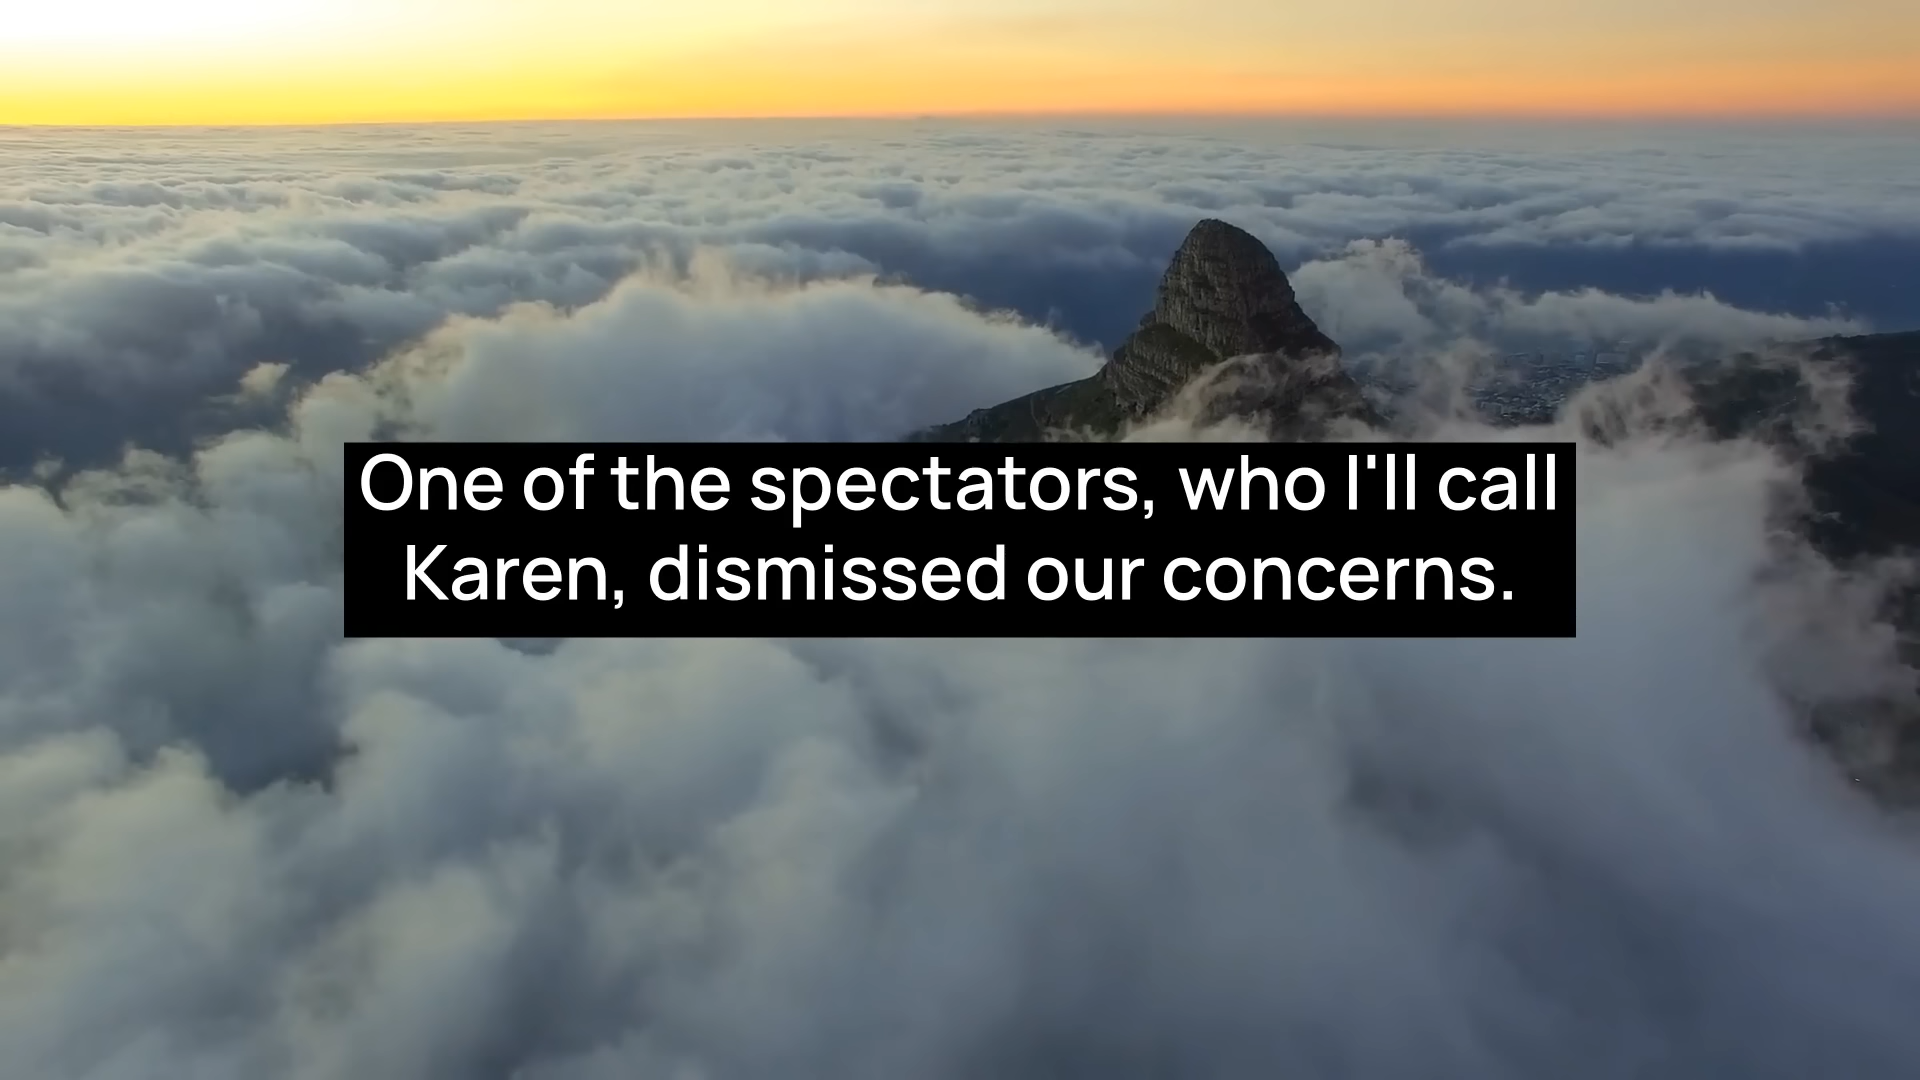 One of the spectators, who I'll call
Karen, dismissed our concerns.